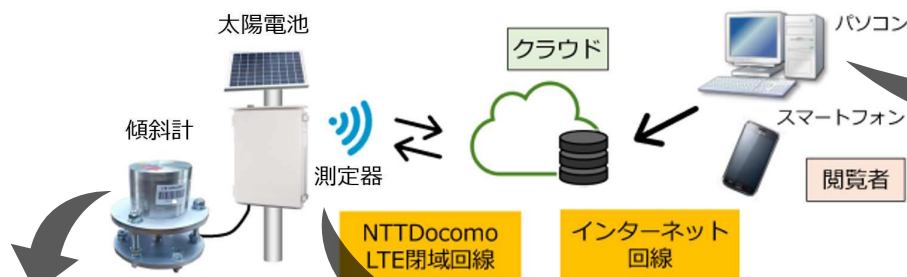 太陽電池
クラウド
パソコン
傾斜計
スマートフォン
測定器
閲覧者
NTTDocomo
LTE閉域回線
インターネット
回線